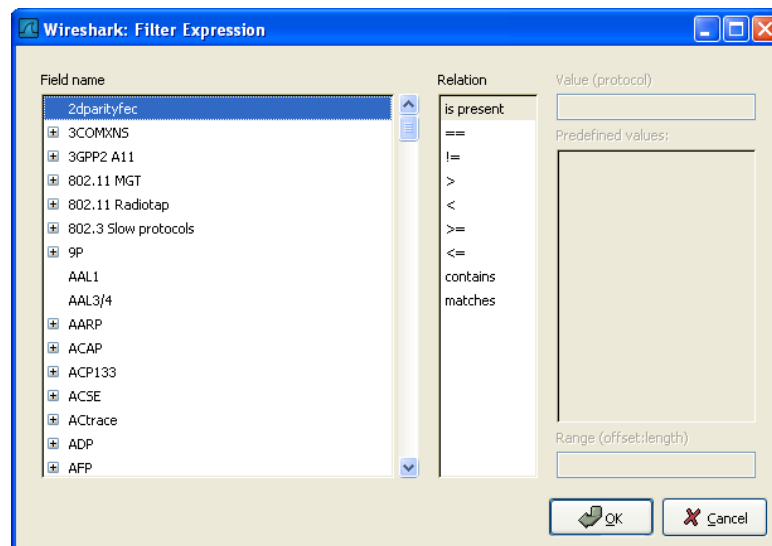 Wireshark: Filter Expression
Field name
2dparityfec
3COMXNS
3GPP2 A11
802.11 MGT
802.11 Radiotap
802.3 Slow protocols
9P
AAL1
AAL3/4
AARP
ACAP
ACP133
ACSE
ACtrace
ADP
AFP
Relation
is present
==
!=
>
<
>=
<=
contains
matches
Value (protocol)
Predefined values:
Range (offset:length)
OK
Cancel